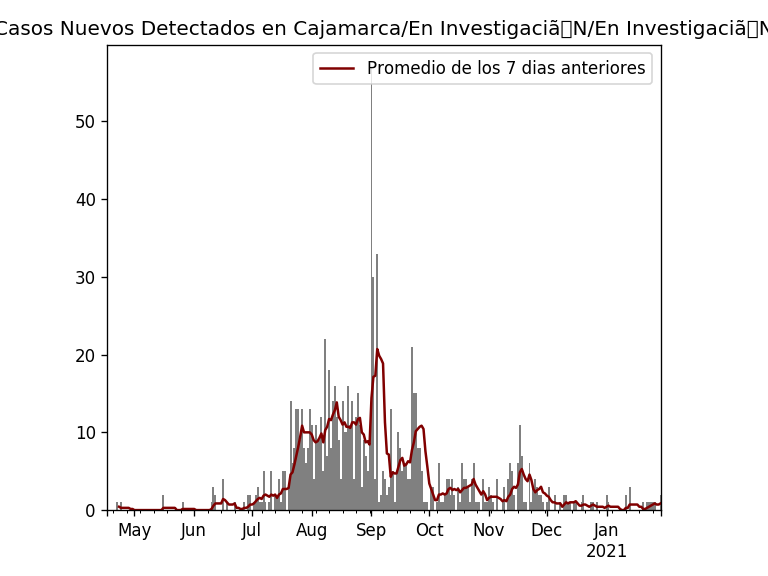 Casos Nuevos Detectados en Cajamarca/En Investigaciã▯N/En Investigaciã▯N
Promedio de los 7 dias anteriores
50
40
30
20
10
0
May Jun Jul Aug Sep Oct Nov Dec Jan
2021